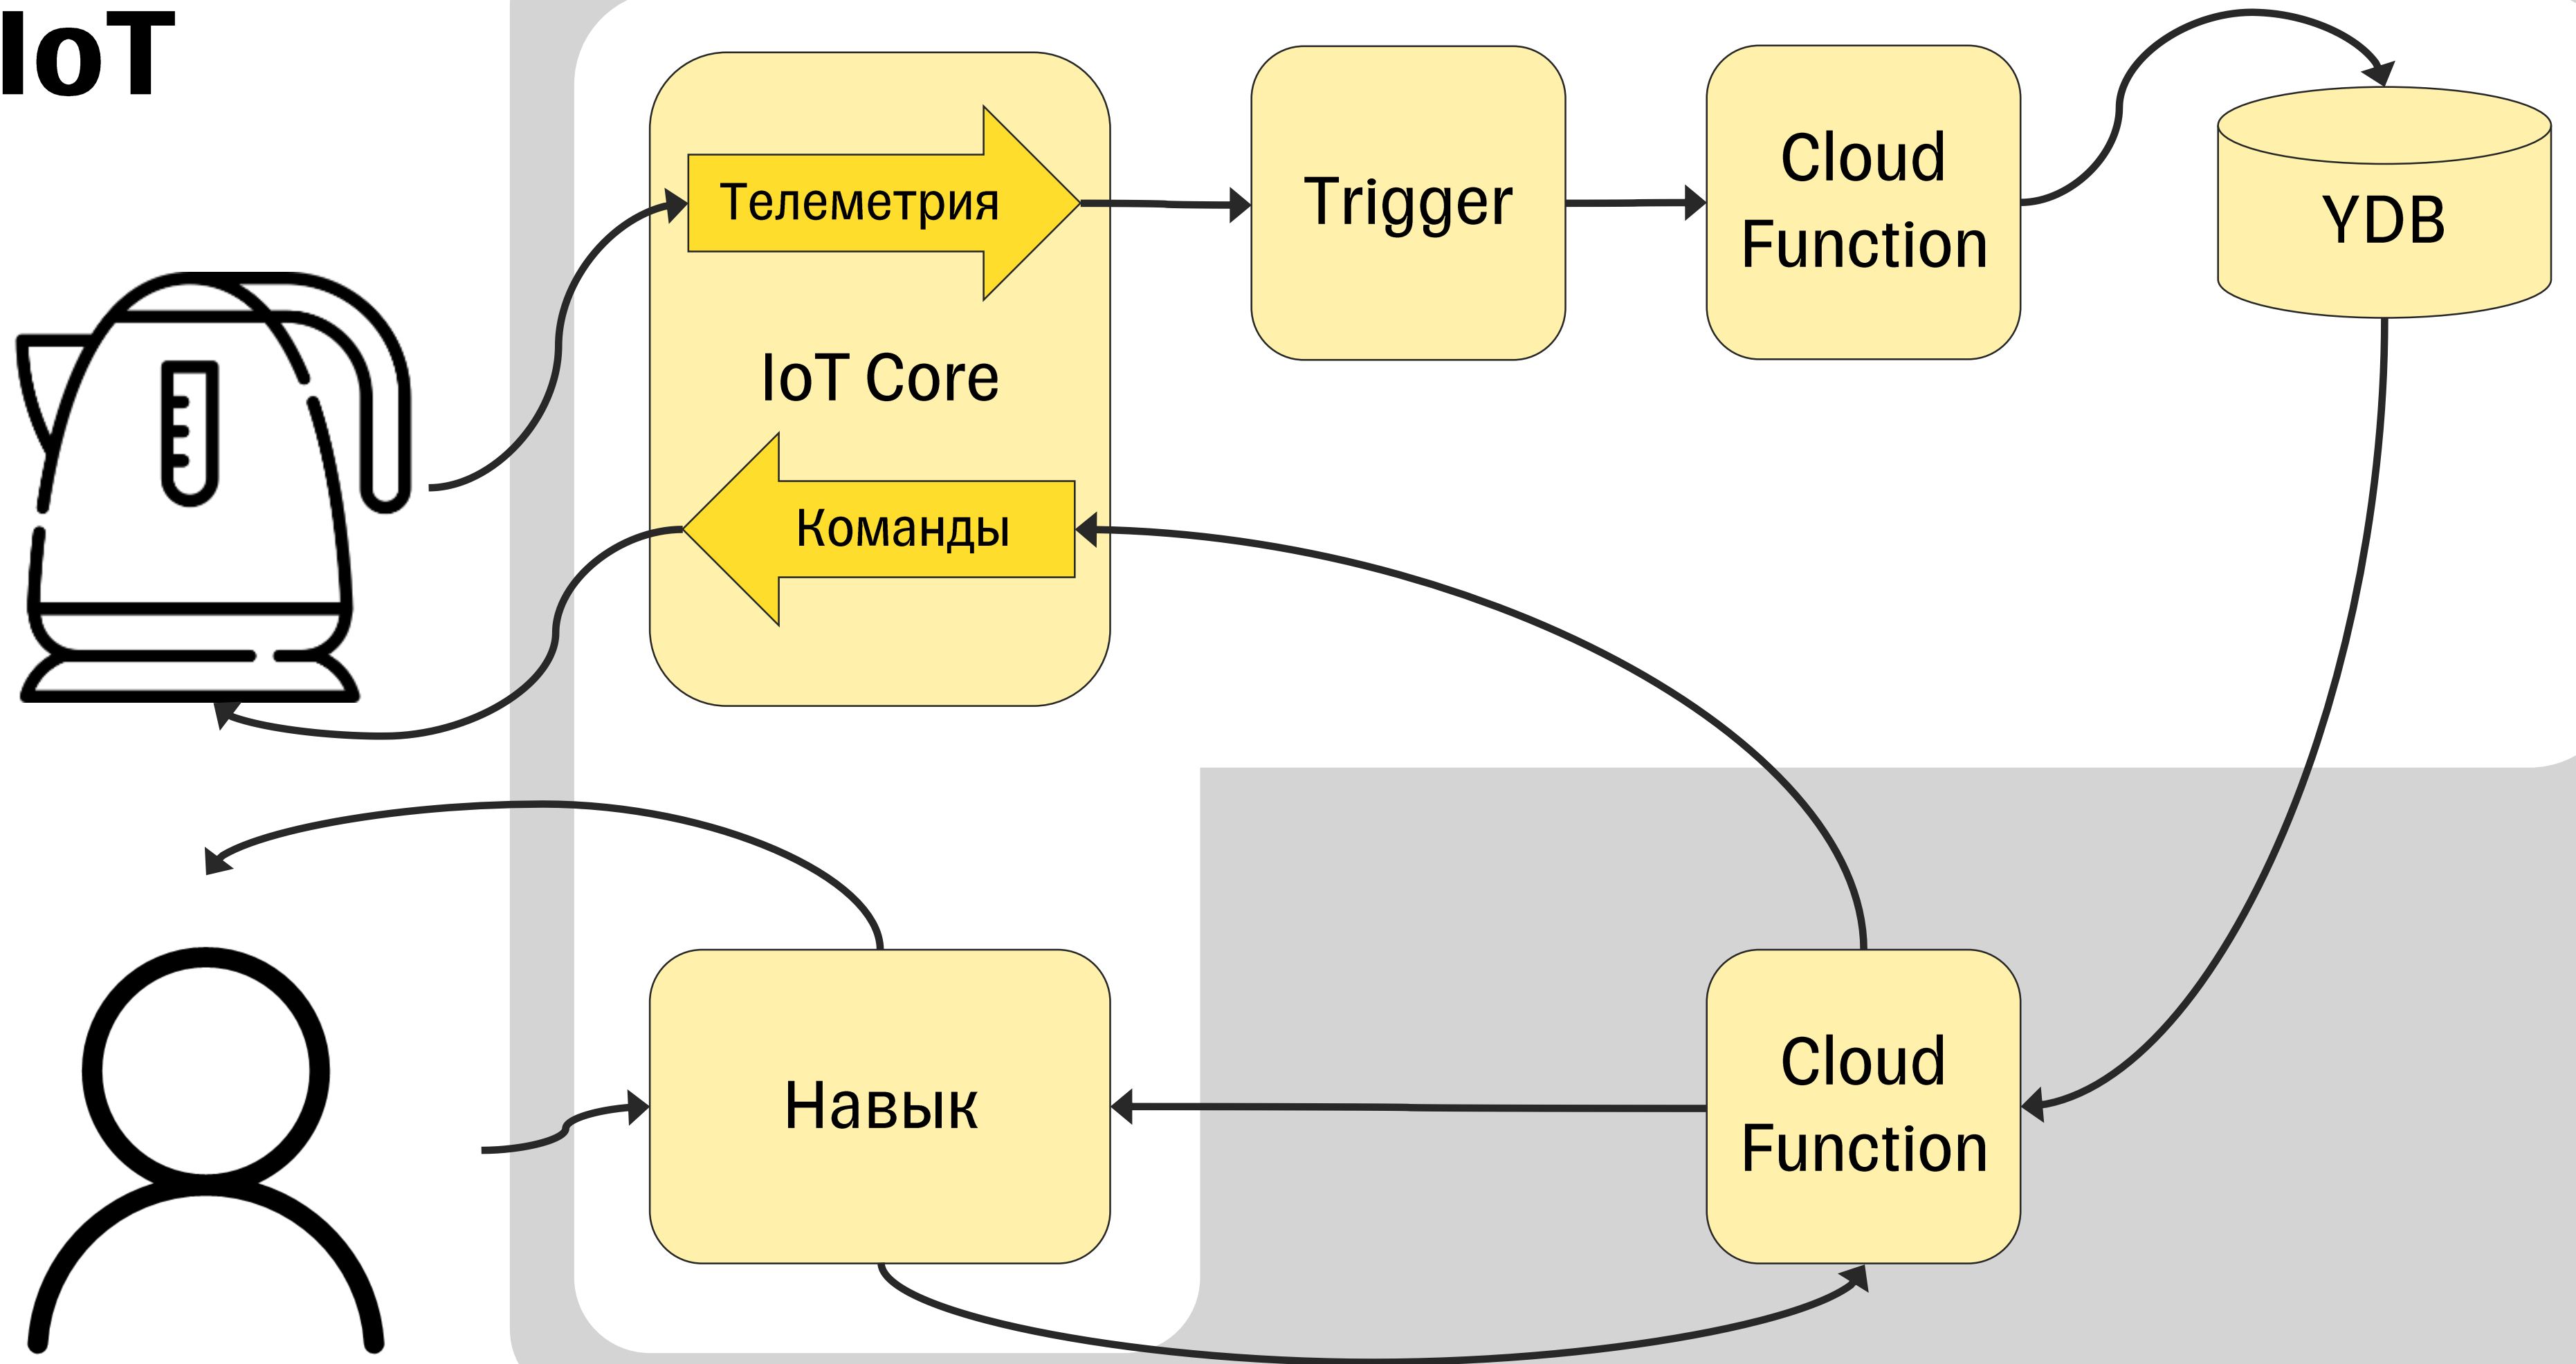 IoT
Телеметрия
IoT Core
Команды
Trigger
Cloud
Function
YDB
Навык
Cloud
Function